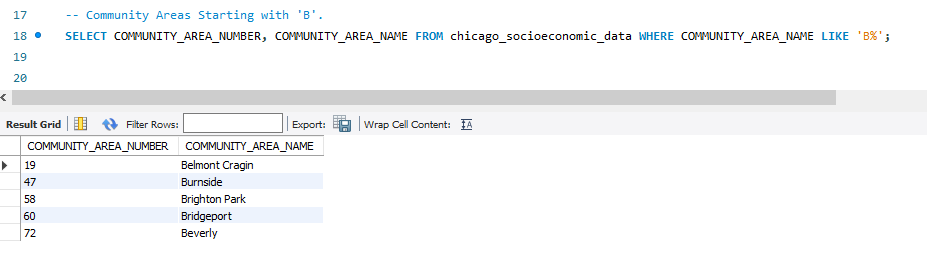 17 -- Community Areas Starting with 'B'.
18 SELECT COMMUNITY_AREA_NUMBER, COMMUNITY_AREA_NAME FROM chicago_socioeconomic_data WHERE COMMUNITY_AREA_NAME LIKE 'B%';
19
20
Result Grid Filter Rows: Export: Wrap Cell Content:
COMMUNITY_AREA_NUMBER COMMUNITY_AREA_NAME
19 Belmont Cragin
47 Burnside
58 Brighton Park
60 Bridgeport
72 Beverly